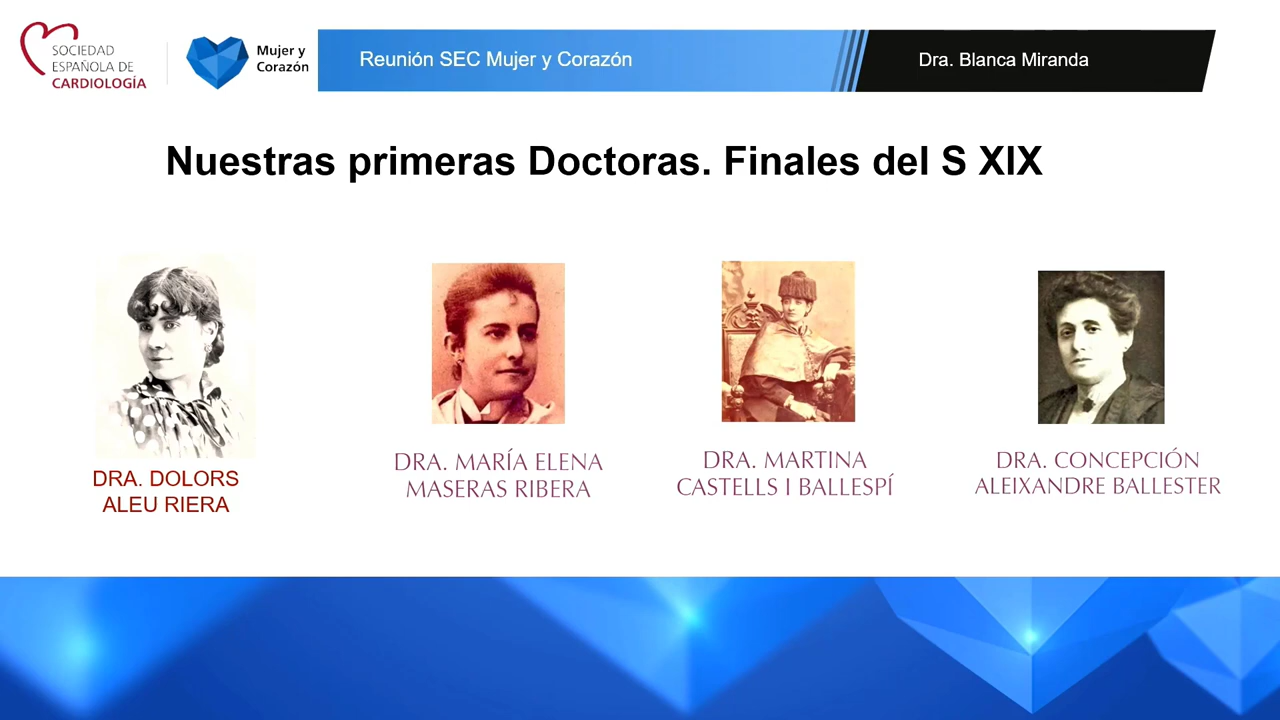 SOCIEDAD
ESPAÑOLA DE
CARDIOLOGÍA
Mujer y
Corazón
Reunión SEC Mujer y Corazón
Dra. Blanca Miranda
Nuestras primeras Doctoras. Finales del S XIX
DRA. DOLORS
ALEU RIERA
DRA. MARÍA ELENA
MASERAS RIBERA
DRA. MARTINA
CASTELLS I BALLESPÍ
DRA. CONCEPCIÓN
ALEIXANDRE BALLESTER